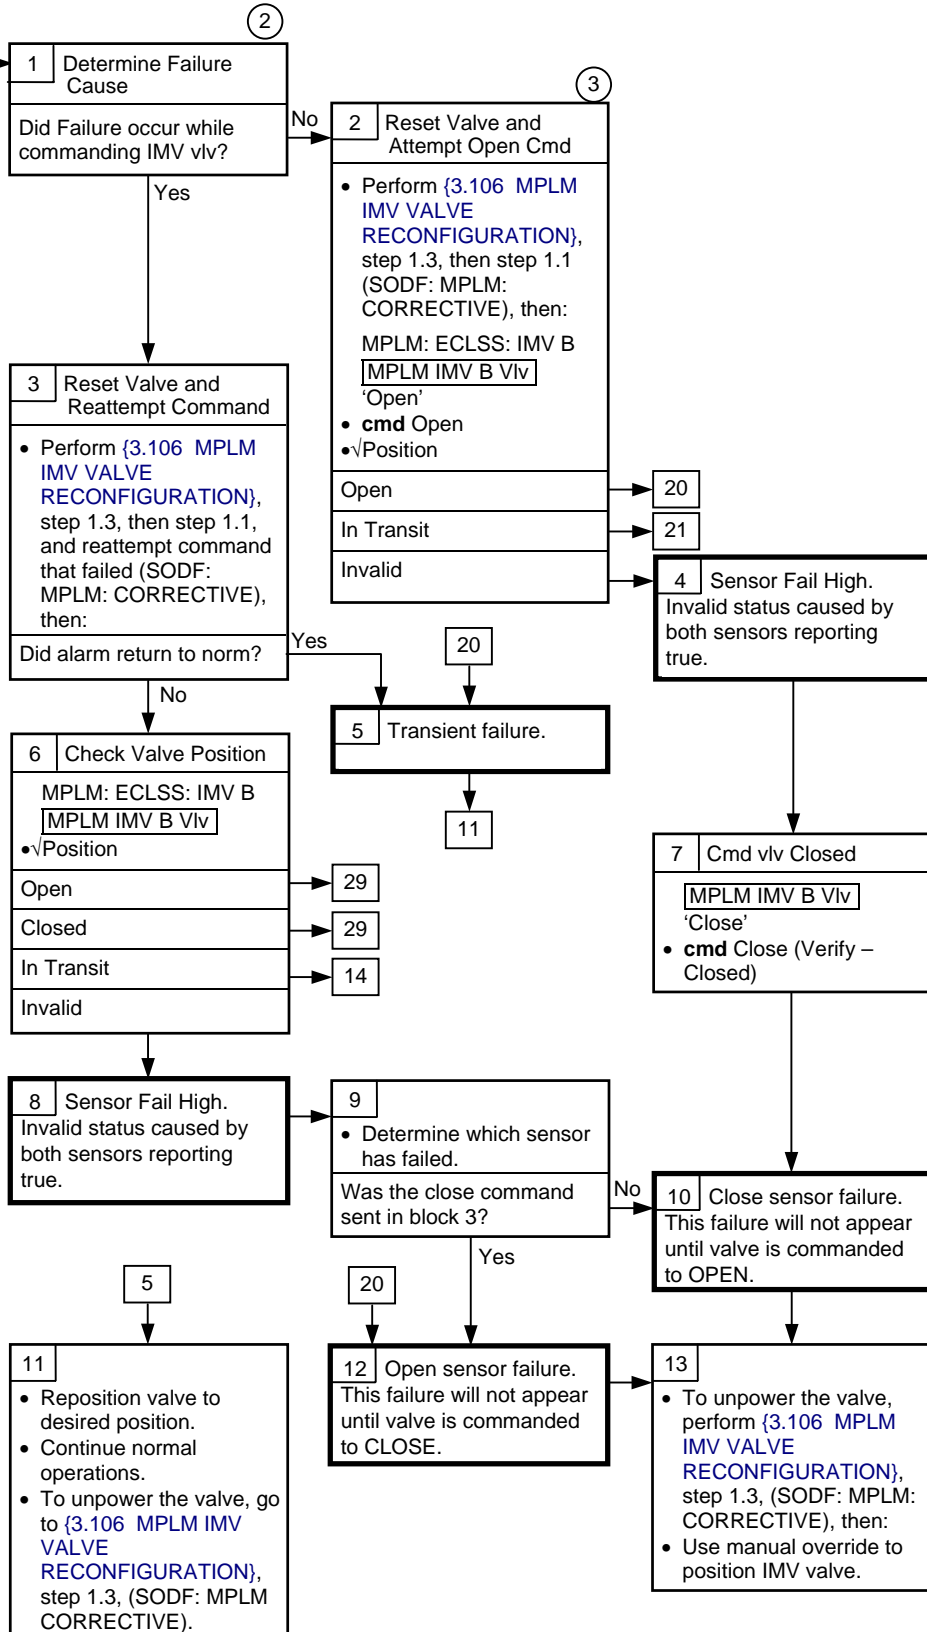 2
1 Determine Failure
Cause
Did Failure occur while
commanding IMV vlv?
No
Yes
3
2 Reset Valve and
Attempt Open Cmd
• Perform {3.106 MPLM
IMV VALVE
RECONFIGURATION},
step 1.3, then step 1.1
(SODF: MPLM:
CORRECTIVE), then:
MPLM: ECLSS: IMV B
MPLM IMV B Vlv
‘Open’
• cmd Open
•√Position
Open
20
In Transit
21
Invalid
3 Reset Valve and
Reattempt Command
• Perform {3.106 MPLM
IMV VALVE
RECONFIGURATION},
step 1.3, then step 1.1,
and reattempt command
that failed (SODF:
MPLM: CORRECTIVE),
then:
Did alarm return to norm?
Yes
No
4 Sensor Fail High.
Invalid status caused by
both sensors reporting
true.
20
5 Transient failure.
11
6 Check Valve Position
MPLM: ECLSS: IMV B
MPLM IMV B Vlv
•√Position
Open
29
Closed
29
In Transit
14
Invalid
7 Cmd vlv Closed
MPLM IMV B Vlv
‘Close’
• cmd Close (Verify –
Closed)
8 Sensor Fail High.
Invalid status caused by
both sensors reporting
true.
9
• Determine which sensor
has failed.
Was the close command
sent in block 3?
No
Yes
10 Close sensor failure.
This failure will not appear
until valve is commanded
to OPEN.
5
11
• Reposition valve to
desired position.
• Continue normal
operations.
• To unpower the valve, go
to {3.106 MPLM IMV
VALVE
RECONFIGURATION},
step 1.3, (SODF: MPLM
CORRECTIVE).
20
12 Open sensor failure.
This failure will not appear
until valve is commanded
to CLOSE.
13
• To unpower the valve,
perform {3.106 MPLM
IMV VALVE
RECONFIGURATION},
step 1.3, (SODF: MPLM:
CORRECTIVE), then:
• Use manual override to
position IMV valve.